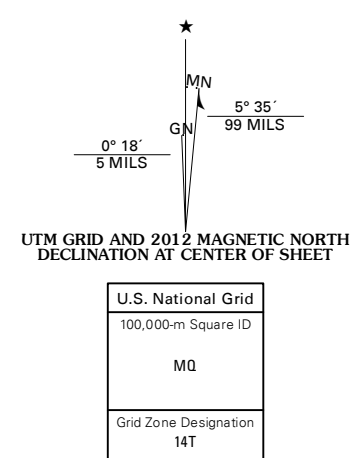 ★
MN
5° 35´
99 MILS
GN
0° 18´
5 MILS
UTM GRID AND 2012 MAGNETIC NORTH
DECLINATION AT CENTER OF SHEET
U.S. National Grid
100,000-m Square ID
MQ
Grid Zone Designation
14T